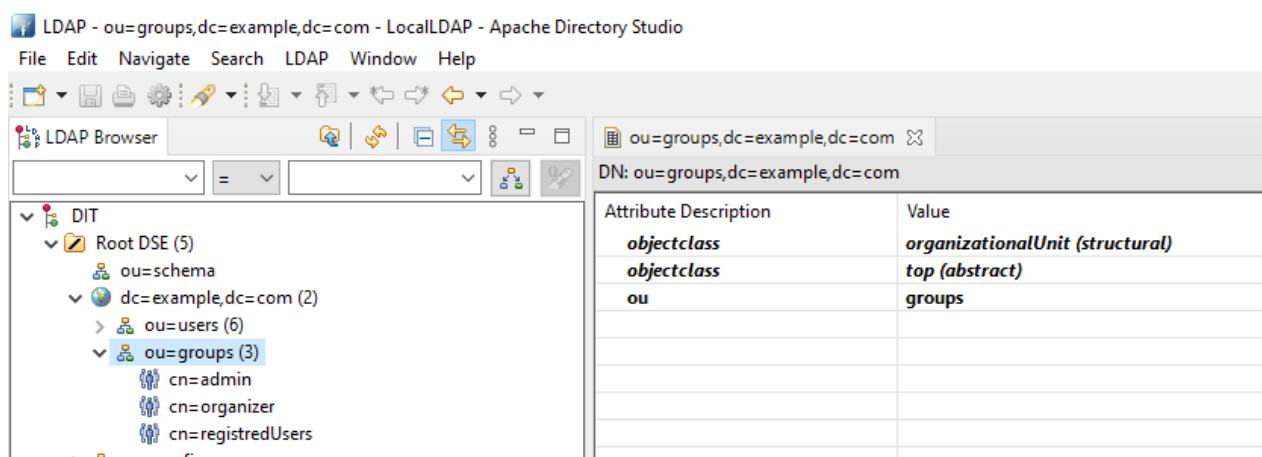 LDAP - ou=groups,dc=example,dc=com - LocalLDAP - Apache Directory Studio
File Edit Navigate Search LDAP Window Help
LDAP Browser
=
DIT
Root DSE (5)
ou=schema
dc=example,dc=com (2)
ou=users (6)
ou=groups (3)
cn=admin
cn=organizer
cn=registredUsers
ou=groups,dc=example,dc=com
DN: ou=groups,dc=example,dc=com
Attribute Description Value
objectclass organizationalUnit (structural)
objectclass top (abstract)
ou groups